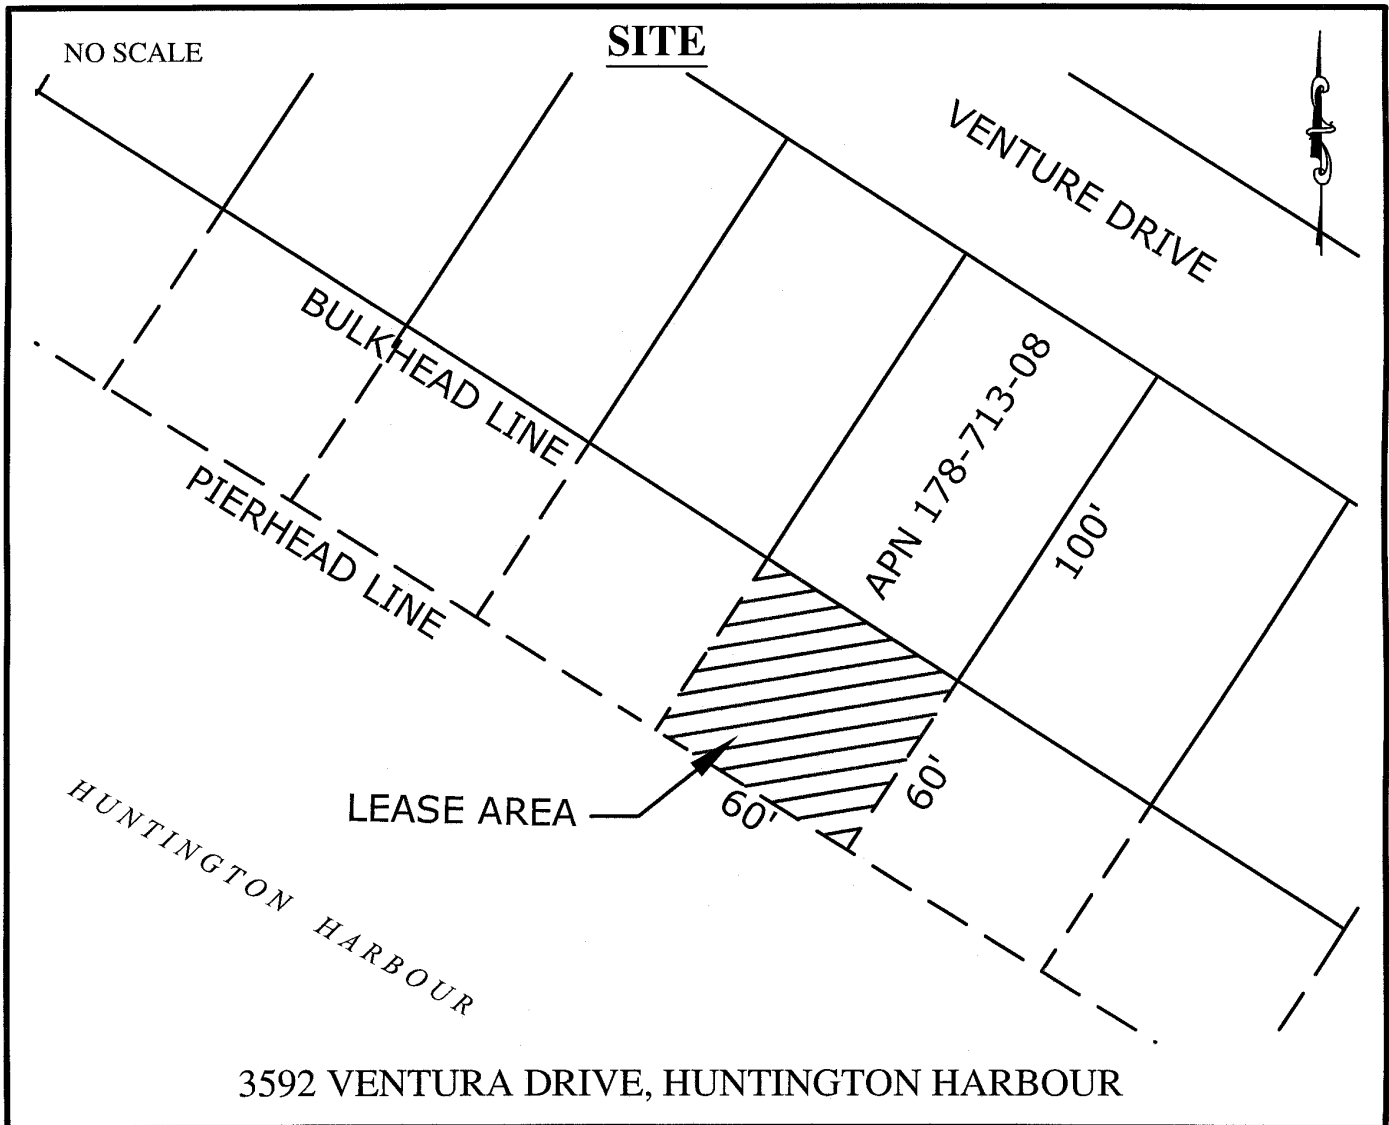 SITE
NO SCALE
VENTURE DRIVE
BULKHEAD LINE
APN 178-713-08
100'
PIERHEAD LINE
LEASE AREA
60'
60'
HUNTINGTON HARBOUR
3592 VENTURA DRIVE, HUNTINGTON HARBOUR